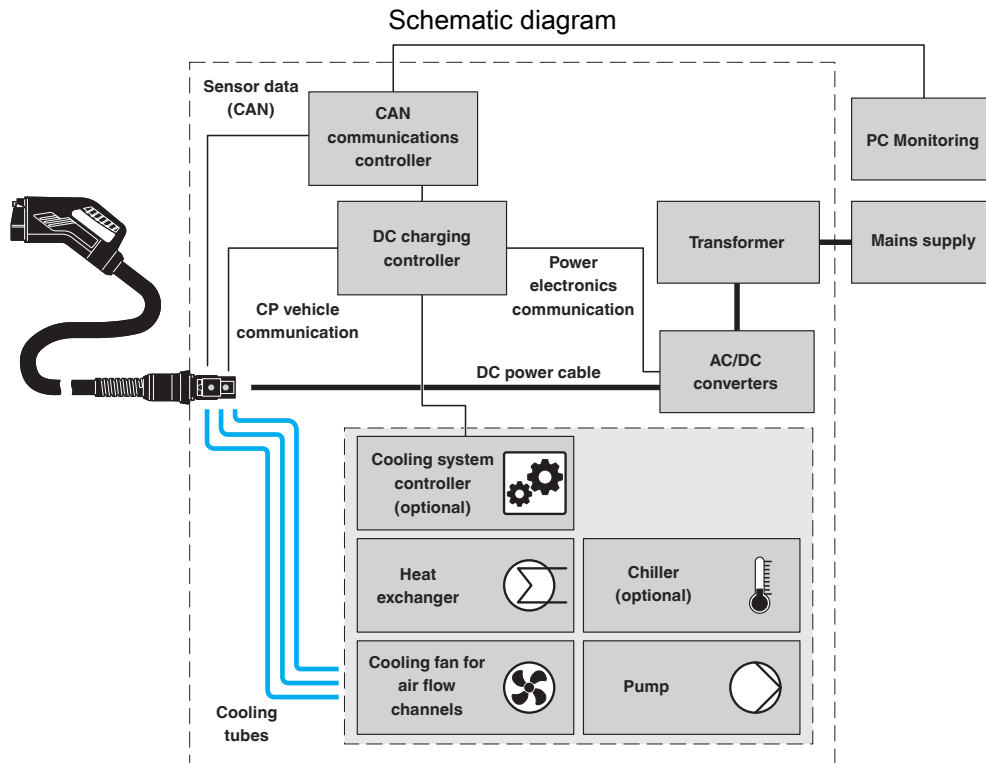 Schematic diagram
Sensor data
(CAN)
CAN
communications
controller
PC Monitoring
DC charging
controller
Transformer
Mains supply
Power
electronics
communication
CP vehicle
communication
AC/DC
converters
DC power cable
Cooling system
controller
(optional)
Heat
exchanger
Chiller
(optional)
Cooling fan for
air flow
channels
Pump
Cooling
tubes